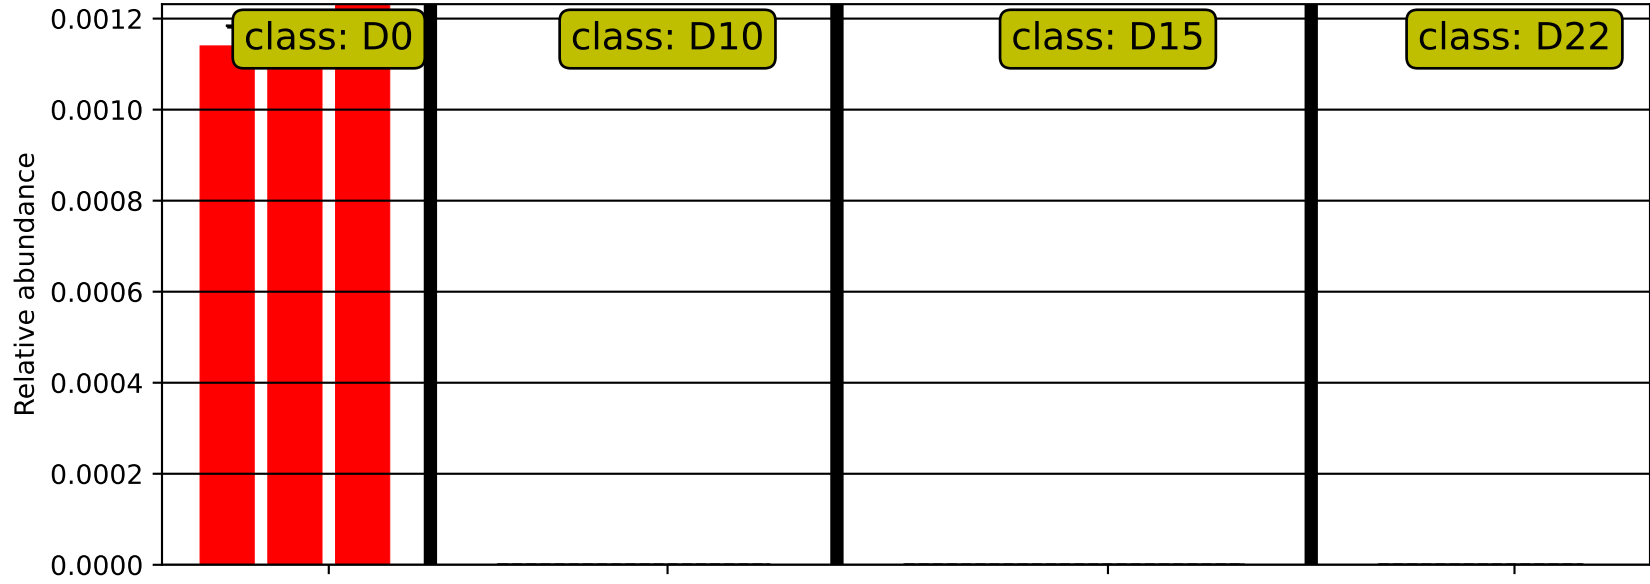 0.0012
class: D0
class: D10
class: D15
class: D22
0.0010
0.0008
0.0006
0.0004
0.0002
0.0000
Relative abundance